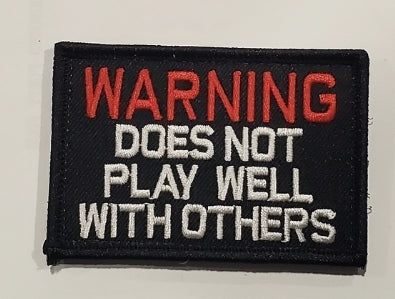 WARNING
DOES NOT
PLAY WELL
WITH OTHERS